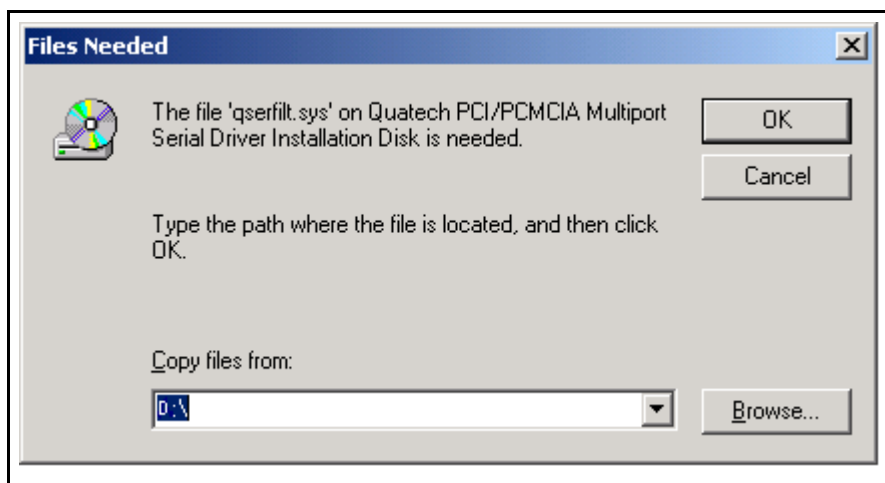 Files Needed
The file 'qserfilt.sys' on Quatech PCI/PCMCIA Multiport
Serial Driver Installation Disk is needed.
OK
Cancel
Type the path where the file is located, and then click
OK.
Copy files from:
D:\
Browse...